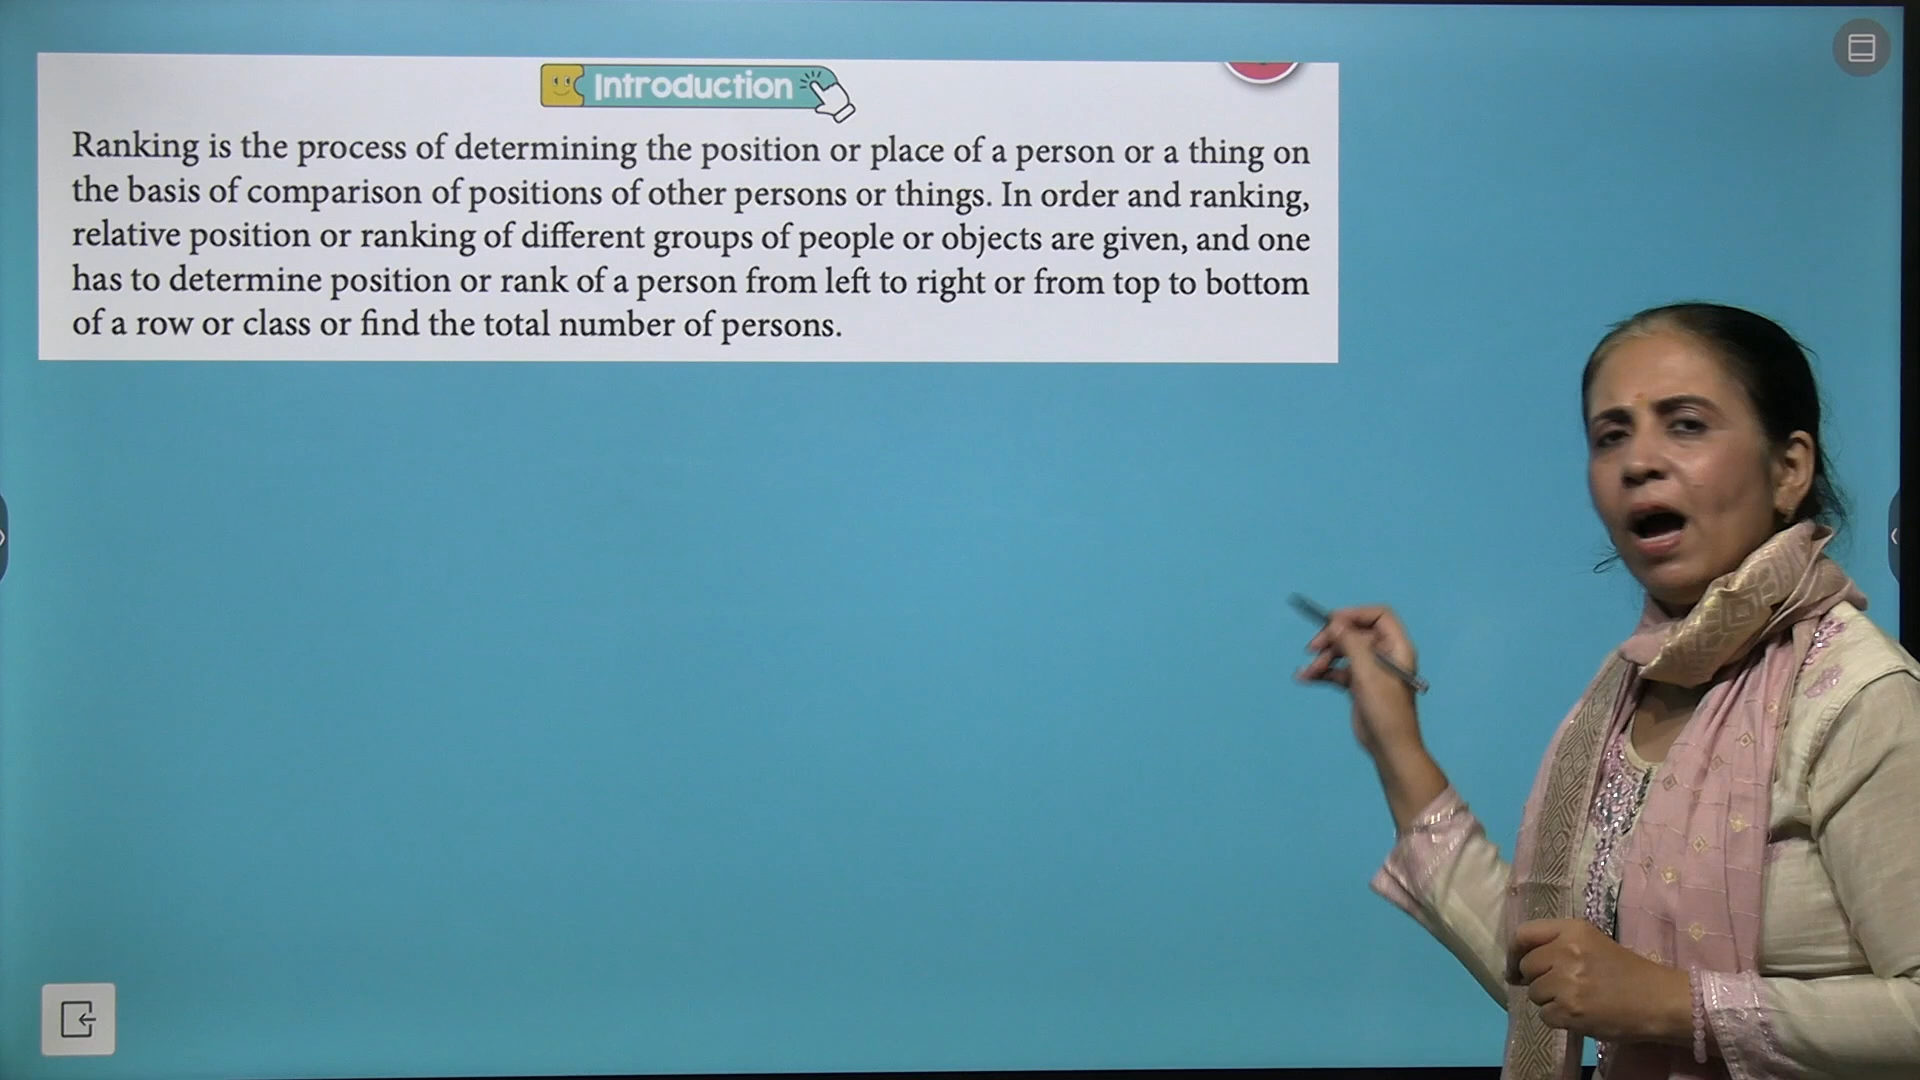 Introduction
Ranking is the process of determining the position or place of a person or a thing on
the basis of comparison of positions of other persons or things. In order and ranking,
relative position or ranking of different groups of people or objects are given, and one
has to determine position or rank of a person from left to right or from top to bottom
of a row or class or find the total number of persons.